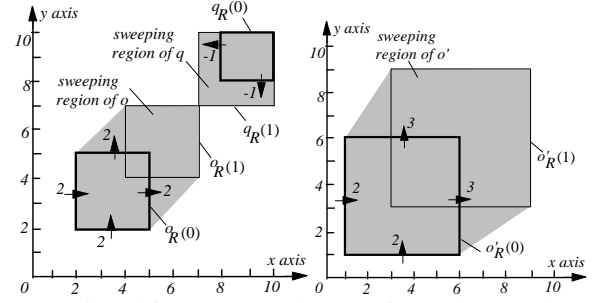 y axis
q_R(0)
sweeping
region of q
10
-1
-1
8
sweeping
region of o
q_R(1)
6
2
o_R(1)
4
2
2
o_R(0)
2
2
x axis
0
2
4
6
8
10
y axis
sweeping
region of o'
10
8
3
o'_R(1)
6
4
2
3
2
2
o'_R(0)
x axis
0
2
4
6
8
10